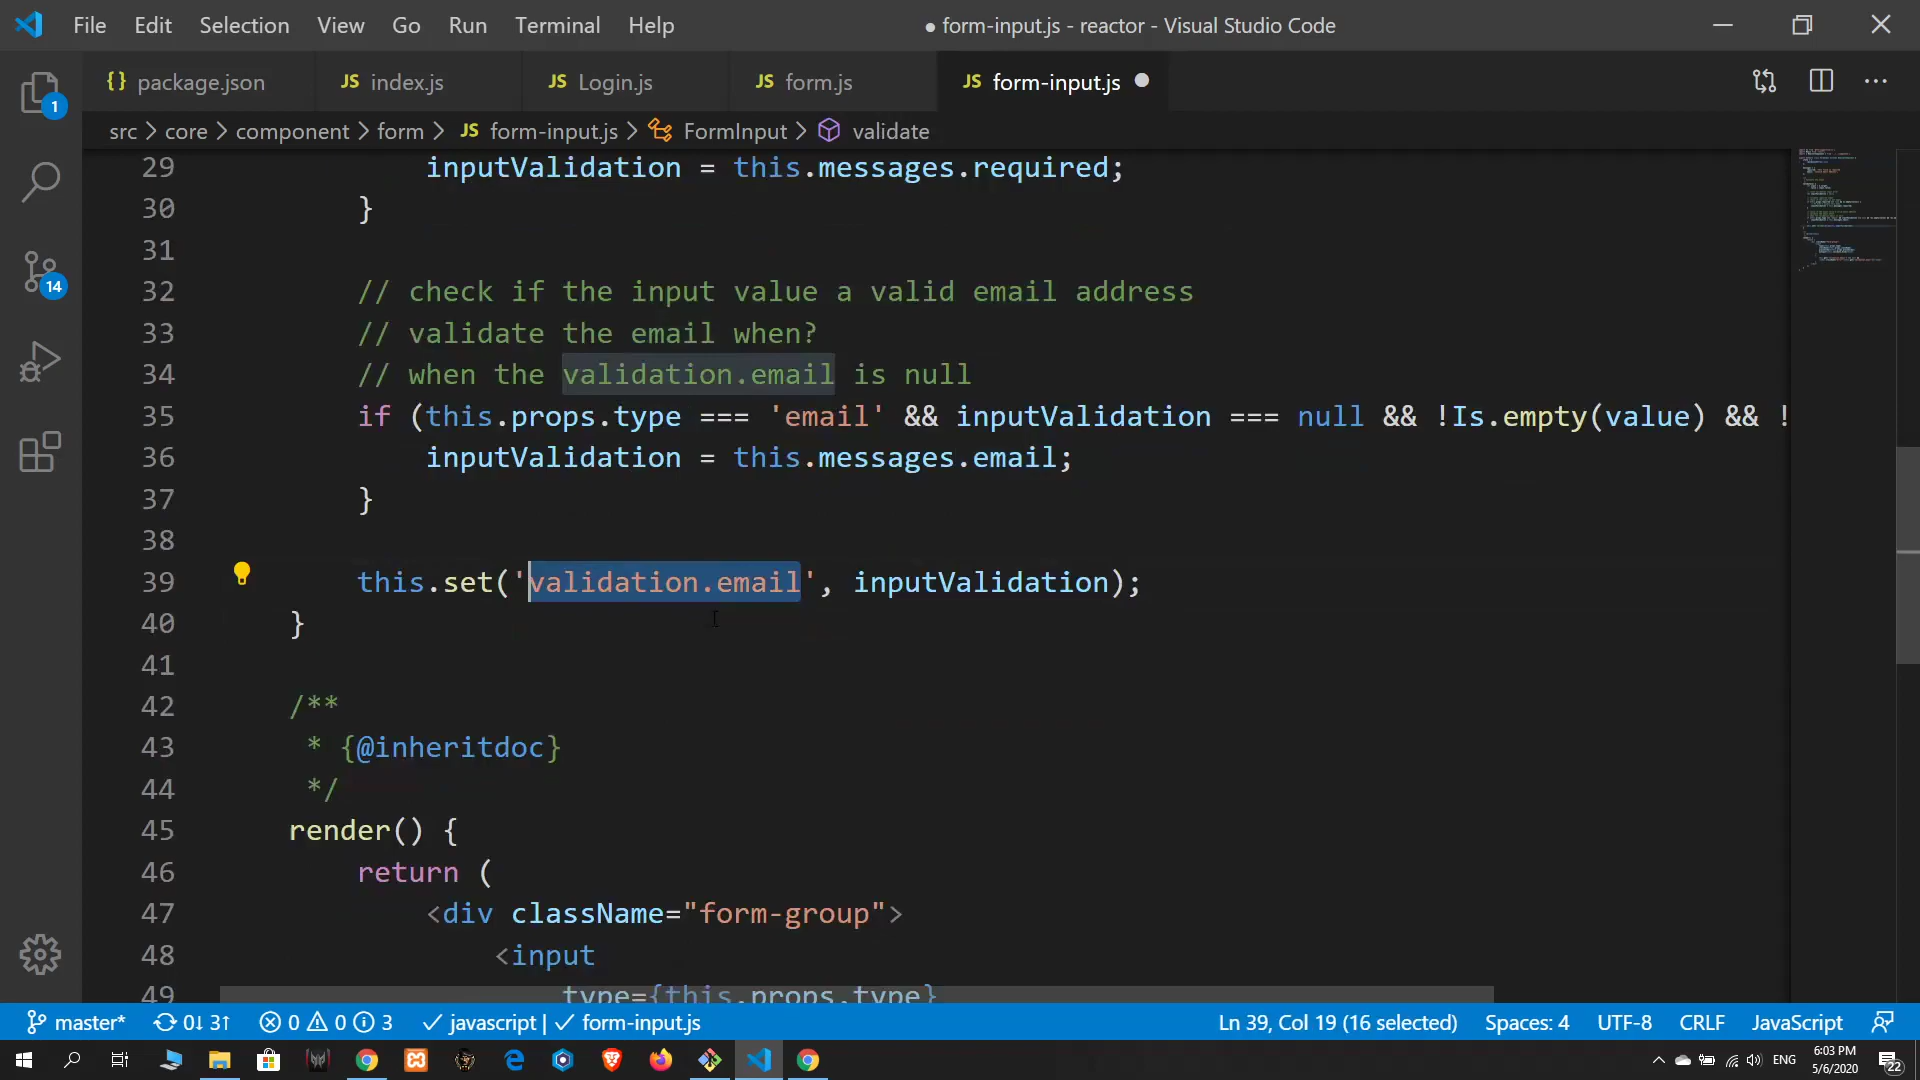 File Edit Selection View Go Run Terminal Help ● form-input.js - reactor - Visual Studio Code
{} package.json JS index.js JS Login.js JS form.js JS form-input.js
src > core > component > form > JS form-input.js > FormInput > validate
29 inputValidation = this.messages.required;
30 }
31
32 // check if the input value a valid email address
33 // validate the email when?
34 // when the validation.email is null
35 if (this.props.type === 'email' && inputValidation === null && !Is.empty(value) && !
36 inputValidation = this.messages.email;
37 }
38
39 this.set('validation.email', inputValidation);
40 }
41
42 /**
43 * {@inheritdoc}
44 */
45 render() {
46 return (
47 <div className="form-group">
48 <input
49 type={this.props.type}
1
14
master* 0↓ 3↑ 0 0 3 ✓ javascript | ✓ form-input.js Ln 39, Col 19 (16 selected) Spaces: 4 UTF-8 CRLF JavaScript
ENG 6:03 PM 22
5/6/2020